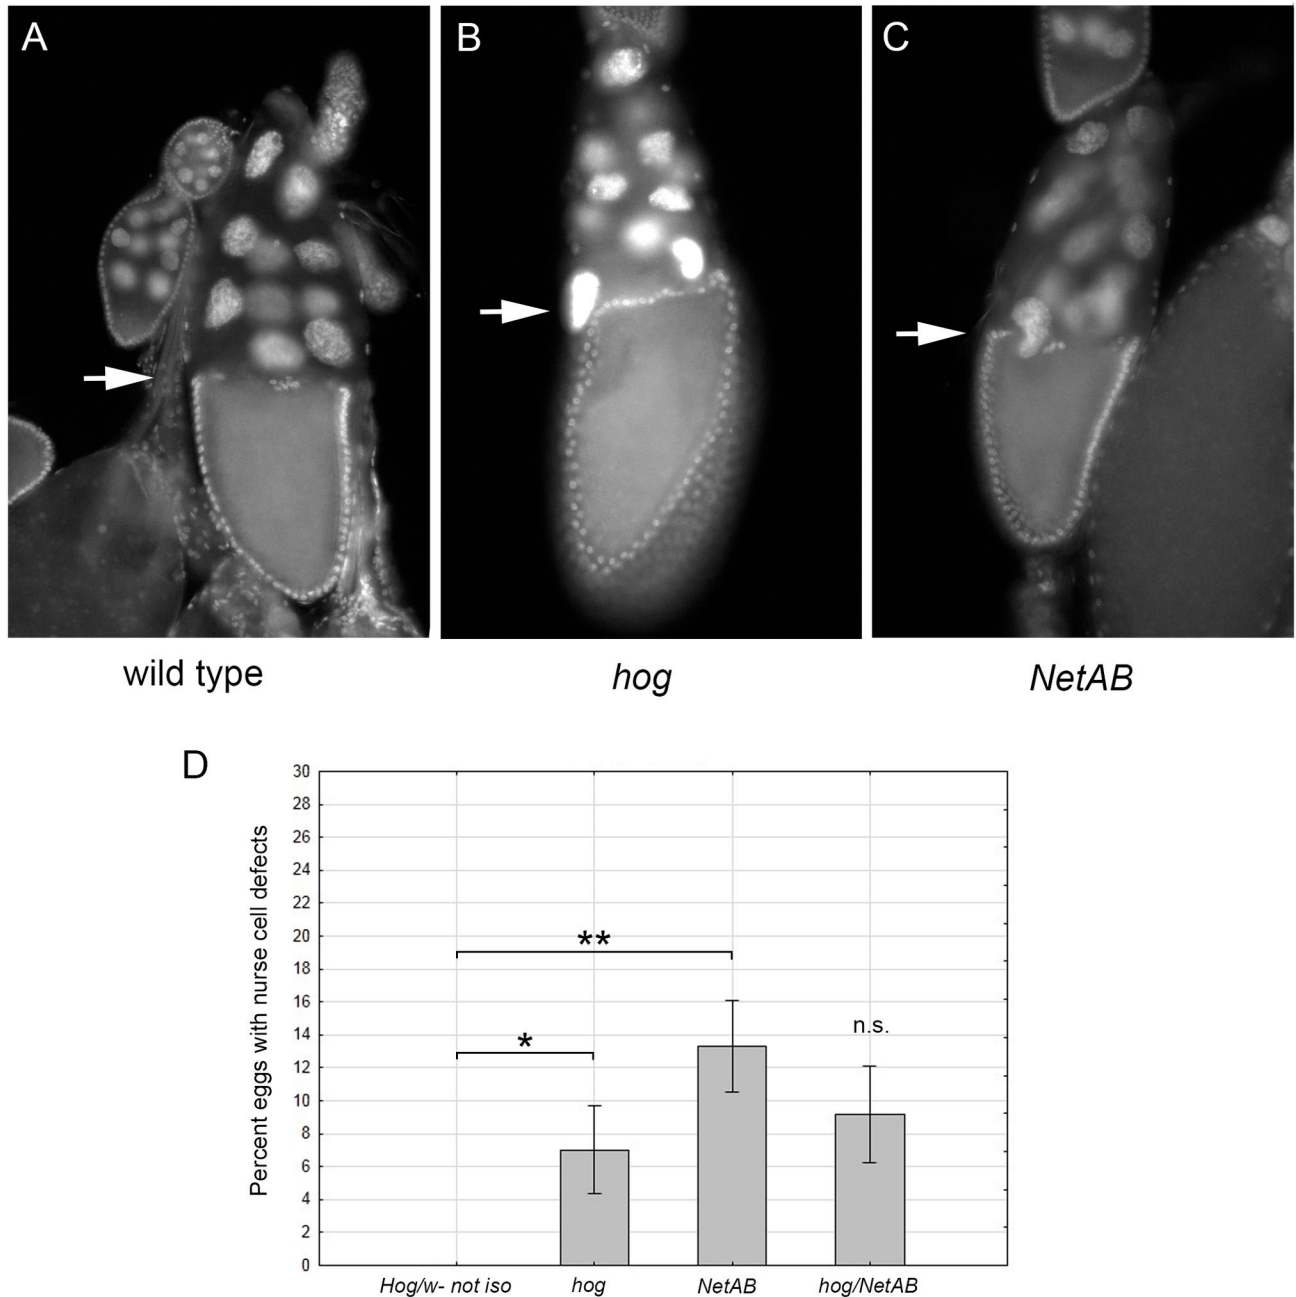 A
B
C
wild type
hog
NetAB
D
Percent eggs with nurse cell defects
30
28
26
24
22
20
18
16
14
12
10
8
6
4
2
0
**
*
n.s.
Hog/w- not iso
hog
NetAB
hog/NetAB